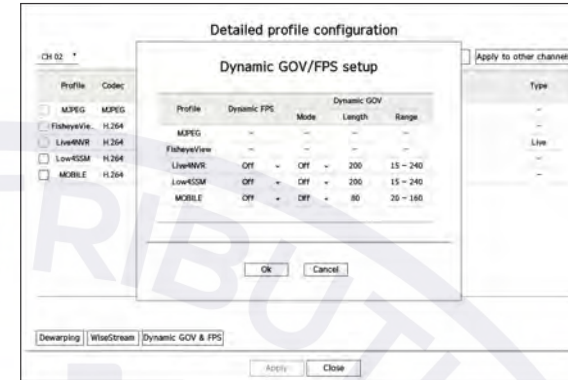 Detailed profile configuration
CH 02
Apply to other channels
Profile Codec Type
MJPEG MJPEG -
FisheyeVie.. H.264 -
Live4NVR H.264 Live
Low4SSM H.264 -
MOBILE H.264 -
Dynamic GOV/FPS setup
Profile Dynamic FPS Dynamic GOV
Mode Length Range
MJPEG - - - -
FisheyeView - - - -
Live4NVR Off Off 200 15 ~ 240
Low4SSM Off Off 200 15 ~ 240
MOBILE Off Off 80 20 ~ 160
Ok Cancel
Dewarping WiseStream Dynamic GOV & FPS
Apply Close